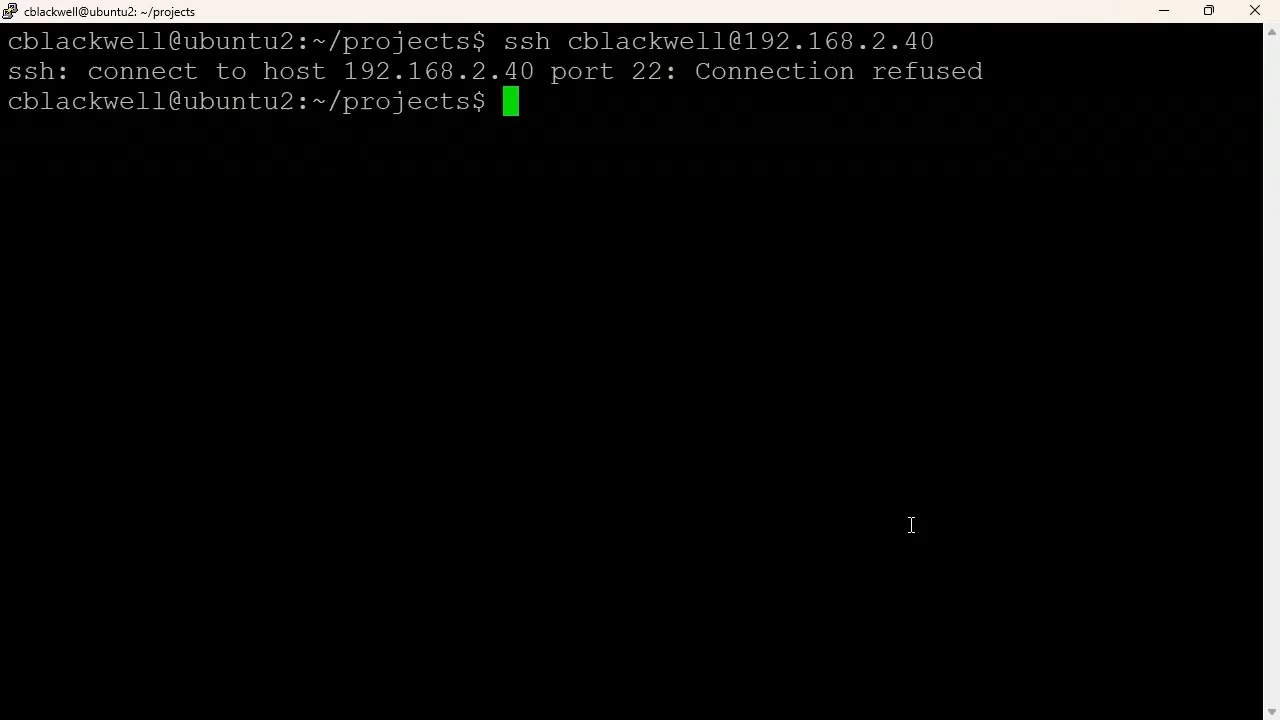 cblackwell@ubuntu2: ~/projects
cblackwell@ubuntu2:~/projects$ ssh cblackwell@192.168.2.40
ssh: connect to host 192.168.2.40 port 22: Connection refused
cblackwell@ubuntu2:~/projects$